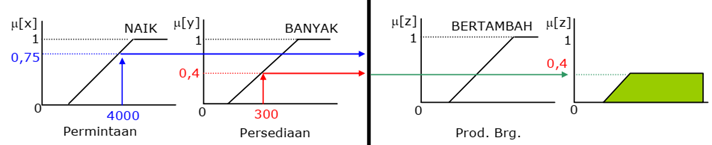 μ[x] NAIK
1
0,75
0
4000
Permintaan
μ[y] BANYAK
1
0,4
0
300
Persediaan
μ[z] BERTAMBAH
1
0
Prod. Brg.
μ[z]
1
0,4
0